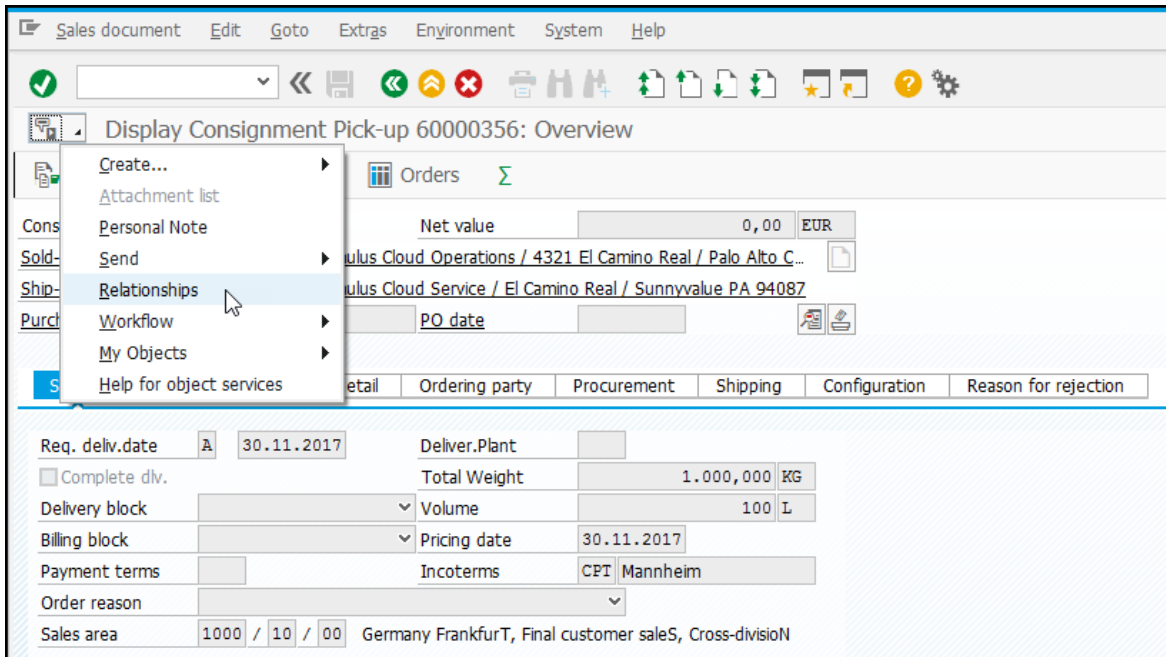 Sales document Edit Goto Extras Environment System Help
Display Consignment Pick-up 60000356: Overview
Create...
Attachment list
Personal Note
Send
Relationships
Workflow
My Objects
Help for object services
Orders Σ
Cons Net value 0,00 EUR
Sold- ulus Cloud Operations / 4321 El Camino Real / Palo Alto C...
Ship- ulus Cloud Service / El Camino Real / Sunnyvalue PA 94087
Purch PO date
S etail Ordering party Procurement Shipping Configuration Reason for rejection
Req. deliv.date A 30.11.2017 Deliver.Plant
Complete dlv. Total Weight 1.000,000 KG
Delivery block Volume 100 L
Billing block Pricing date 30.11.2017
Payment terms Incoterms CPT Mannheim
Order reason
Sales area 1000 / 10 / 00 Germany FrankfurT, Final customer saleS, Cross-divisioN